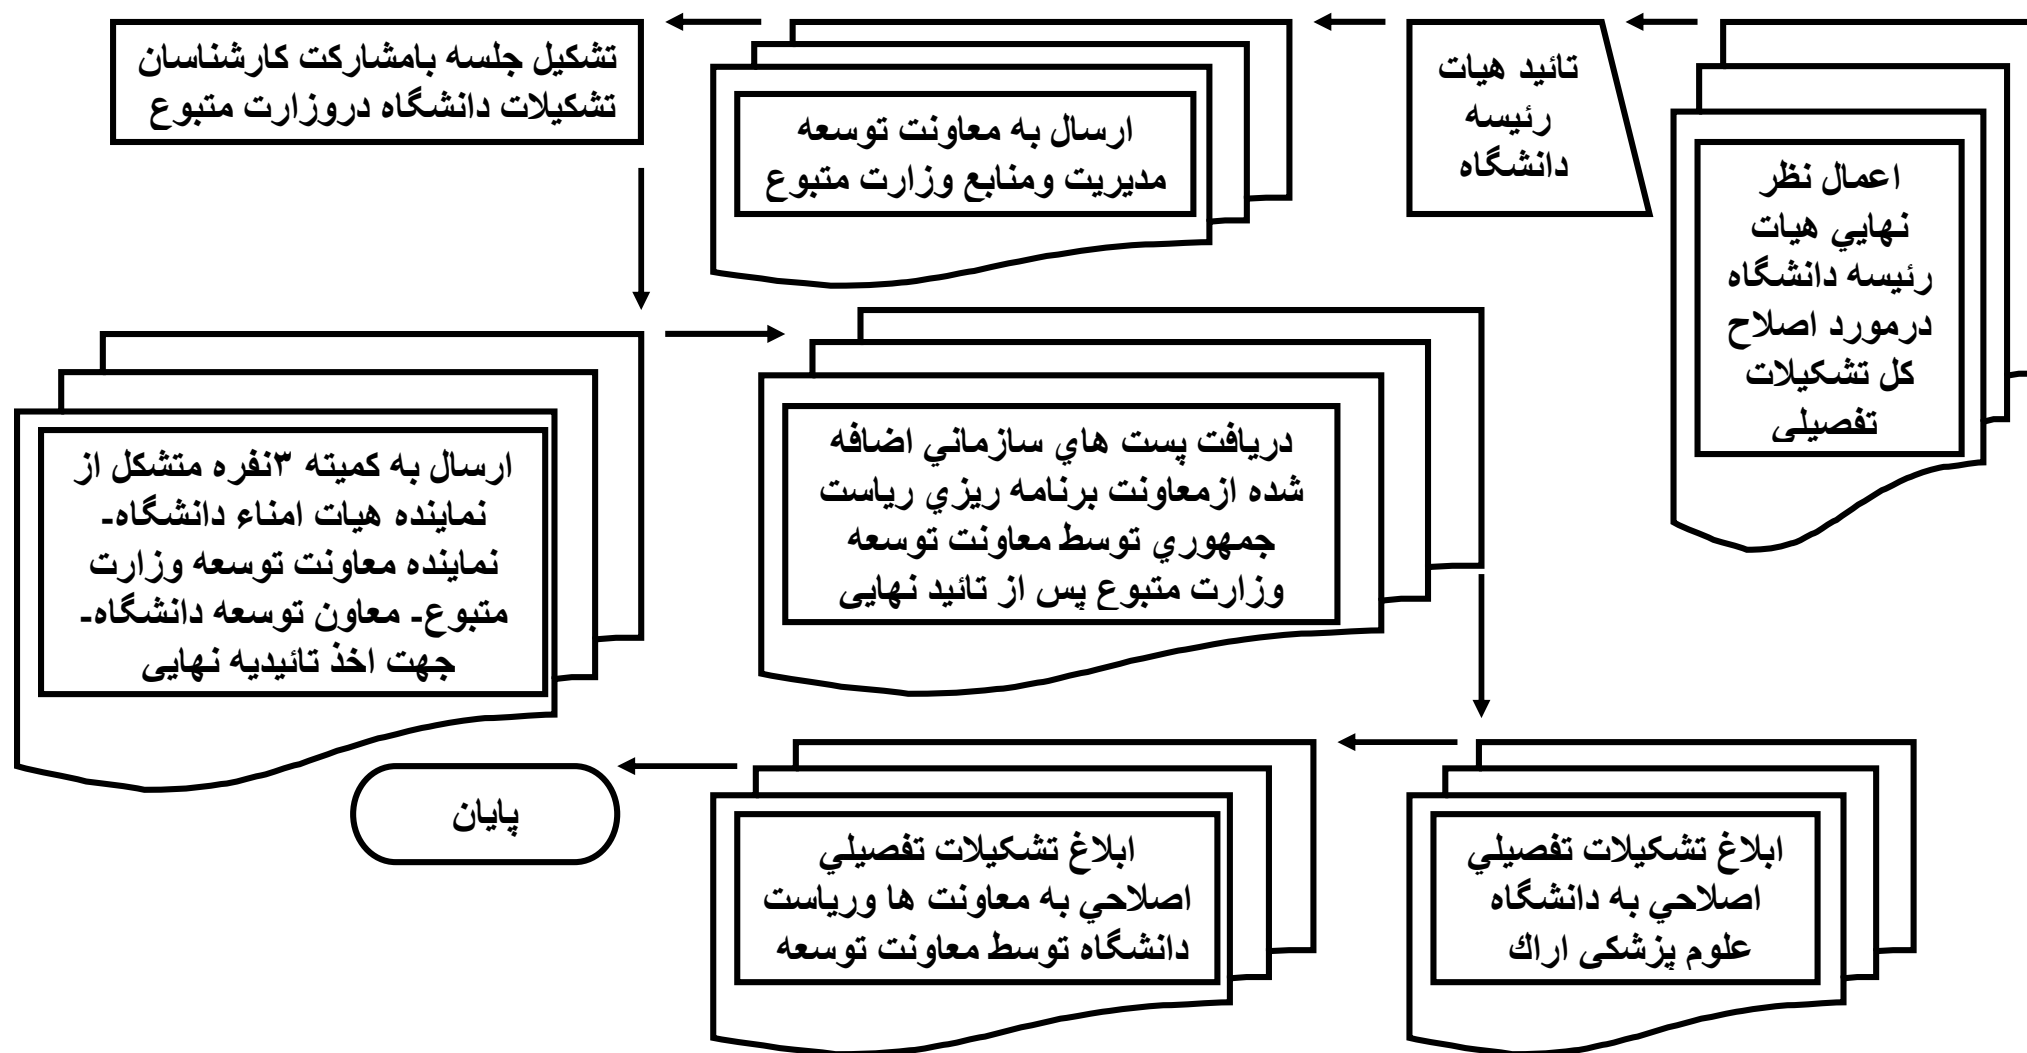 اعمال نظر
نهايي هيات
رئيسه دانشگاه
درمورد اصلاح
كل تشكيلات
تفصيلی
تائيد هيات
رئيسه
دانشگاه
ارسال به معاونت توسعه
مديريت ومنابع وزارت متبوع
تشكيل جلسه بامشاركت كارشناسان
تشكيلات دانشگاه دروزارت متبوع
ارسال به كميته ۳نفره متشكل از
نماينده هيات امناء دانشگاه-
نماينده معاونت توسعه وزارت
متبوع- معاون توسعه دانشگاه-
جهت اخذ تائيديه نهايی
دريافت پست هاي سازماني اضافه
شده ازمعاونت برنامه ريزي رياست
جمهوري توسط معاونت توسعه
وزارت متبوع پس از تائيد نهايی
ابلاغ تشكيلات تفصيلي
اصلاحي به دانشگاه
علوم پزشكی اراك
ابلاغ تشكيلات تفصيلي
اصلاحي به معاونت ها ورياست
دانشگاه توسط معاونت توسعه
پايان